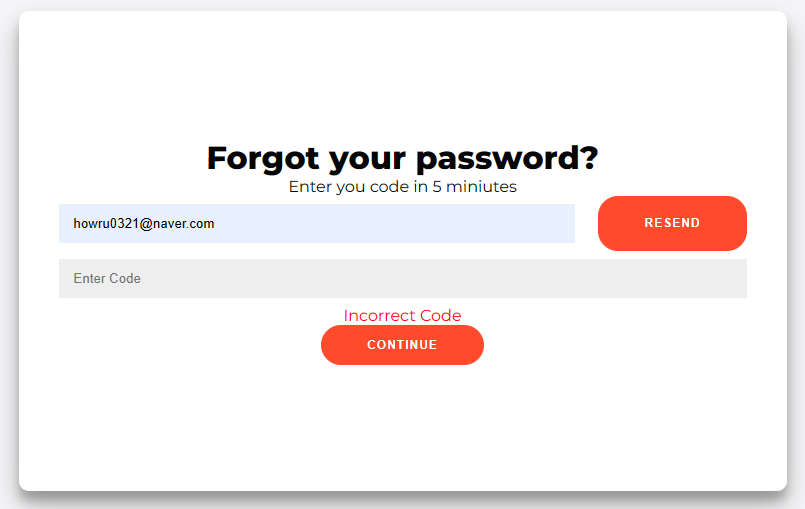 Forgot your password?
Enter you code in 5 miniutes
howru0321@naver.com
RESEND
Enter Code
Incorrect Code
CONTINUE